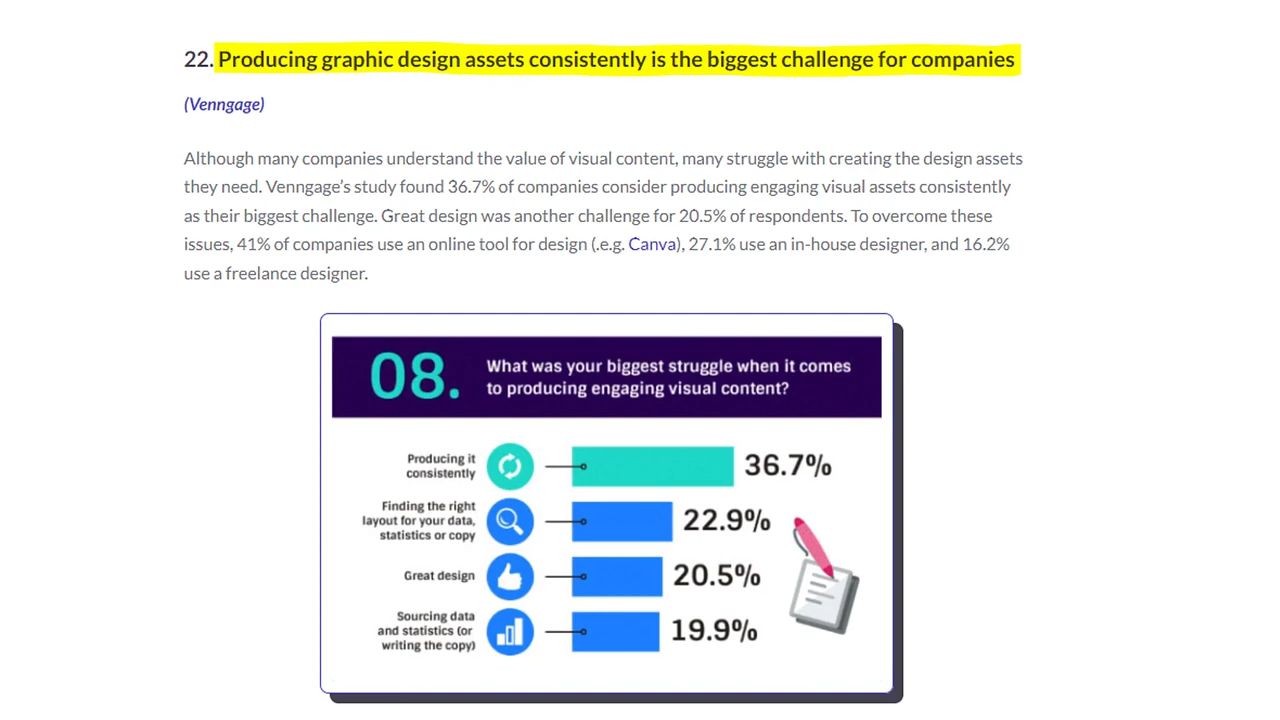 22. Producing graphic design assets consistently is the biggest challenge for companies
(Venngage)
Although many companies understand the value of visual content, many struggle with creating the design assets
they need. Venngage’s study found 36.7% of companies consider producing engaging visual assets consistently
as their biggest challenge. Great design was another challenge for 20.5% of respondents. To overcome these
issues, 41% of companies use an online tool for design (.e.g. Canva), 27.1% use an in-house designer, and 16.2%
use a freelance designer.
08.
What was your biggest struggle when it comes
to producing engaging visual content?
Producing it
consistently
36.7%
Finding the right
layout for your data,
statistics or copy
22.9%
Great design
20.5%
Sourcing data
and statistics (or
writing the copy)
19.9%